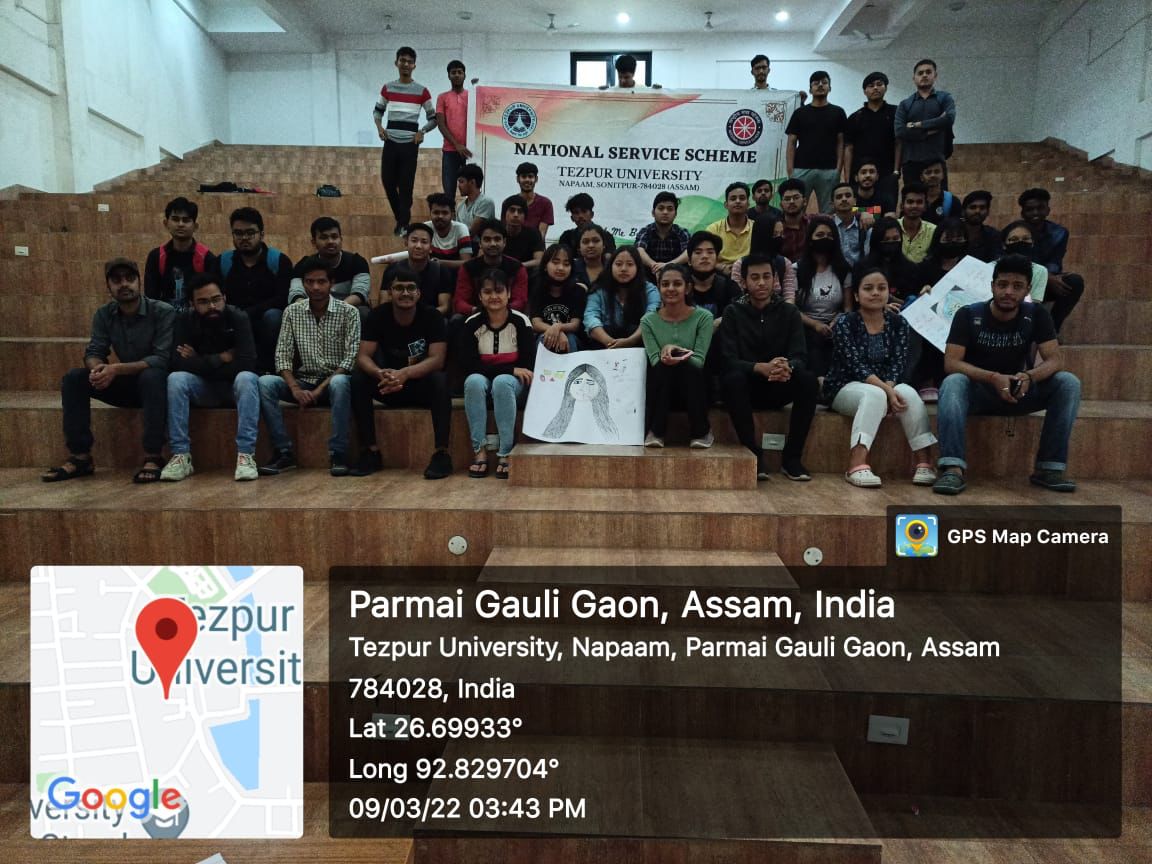 NATIONAL SERVICE SCHEME
TEZPUR UNIVERSITY
NAPAAM, SONITPUR-784028 (ASSAM)
GPS Map Camera
Tezpur
Universit
Google
Parmai Gauli Gaon, Assam, India
Tezpur University, Napaam, Parmai Gauli Gaon, Assam
784028, India
Lat 26.69933°
Long 92.829704°
09/03/22 03:43 PM